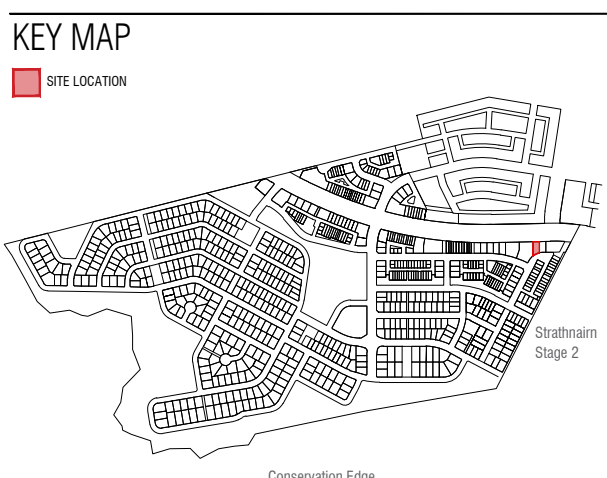 KEY MAP
SITE LOCATION
Strathnairn
Stage 2
Conservation Edge